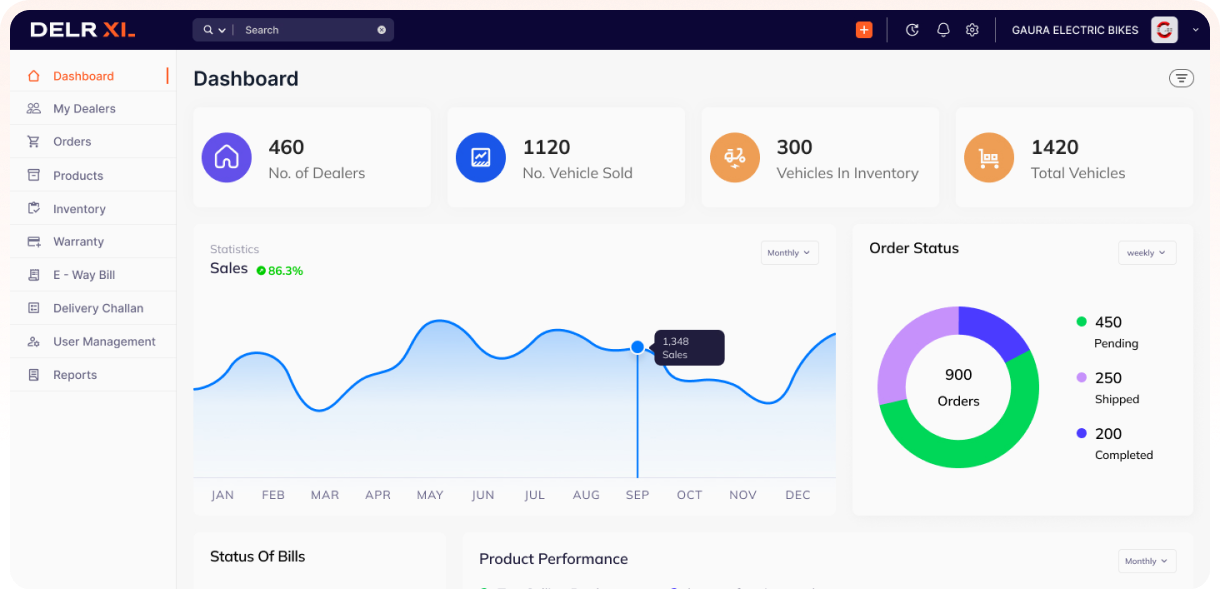 DELR XL
Search
GAURA ELECTRIC BIKES
Dashboard
My Dealers
Orders
Products
Inventory
Warranty
E - Way Bill
Delivery Challan
User Management
Reports
Dashboard
460
No. of Dealers
1120
No. Vehicle Sold
300
Vehicles In Inventory
1420
Total Vehicles
Statistics
Sales 86.3%
Monthly
1,348
Sales
JAN FEB MAR APR MAY JUN JUL AUG SEP OCT NOV DEC
Order Status
weekly
900
Orders
450
Pending
250
Shipped
200
Completed
Status Of Bills
Product Performance
Monthly